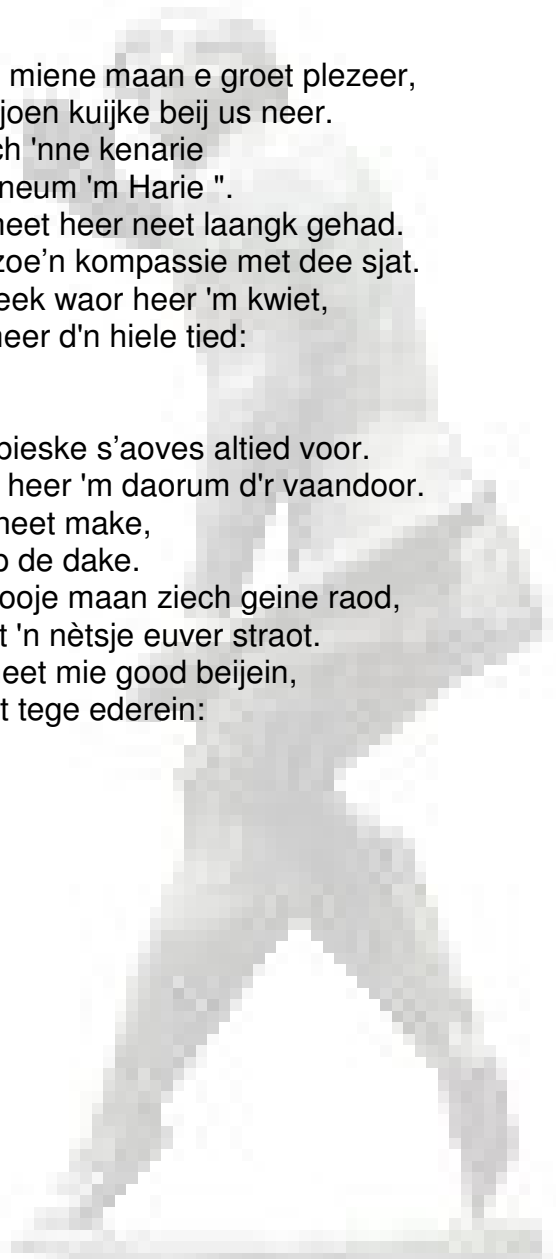 miene maan e groet plezeer,
joen kuijke beij us neer.
ch 'nne kenarie
neum 'm Harie ".
neet heer neet laangk gehad.
zoe’n kompassie met dee sjat.
eek waor heer 'm kwiet,
neer d'n hiele tied:
bieske s’aoves altied voor.
heer 'm daorum d'r vaandoor.
neet make,
o de dake.
ooje maan ziech geine raod,
t 'n nètsje euver straot.
eet mie good beijein,
t tege ederein: